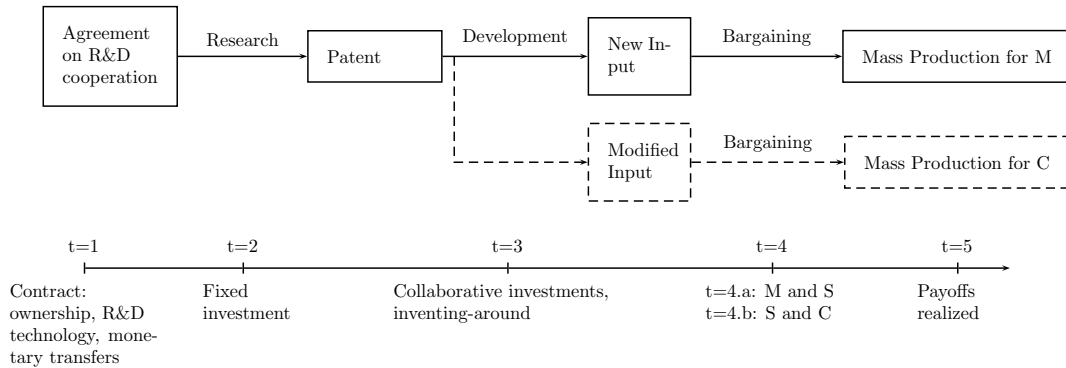 Agreement
on R&D
cooperation
Research
Patent
Development
New In-
put
Bargaining
Mass Production for M
Modified
Input
Bargaining
Mass Production for C
t=1
t=2
t=3
t=4
t=5
Contract:
ownership, R&D
technology, mone-
tary transfers
Fixed
investment
Collaborative investments,
inventing-around
t=4.a: M and S
t=4.b: S and C
Payoffs
realized